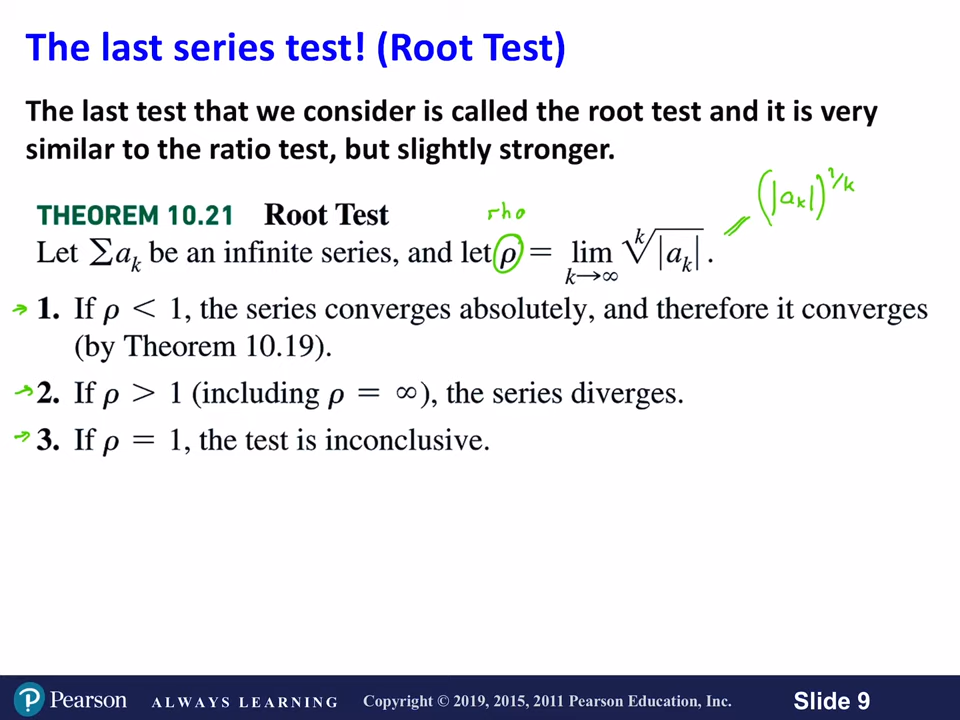 The last series test! (Root Test)
The last test that we consider is called the root test and it is very
similar to the ratio test, but slightly stronger.
(|aₖ|)^1/k
THEOREM 10.21 Root Test
rho
Let ∑aₖ be an infinite series, and let ρ = lim k→∞ ᵏ√|aₖ| .
1. If ρ < 1, the series converges absolutely, and therefore it converges
(by Theorem 10.19).
2. If ρ > 1 (including ρ = ∞), the series diverges.
3. If ρ = 1, the test is inconclusive.
Pearson ALWAYS LEARNING Copyright © 2019, 2015, 2011 Pearson Education, Inc. Slide 9